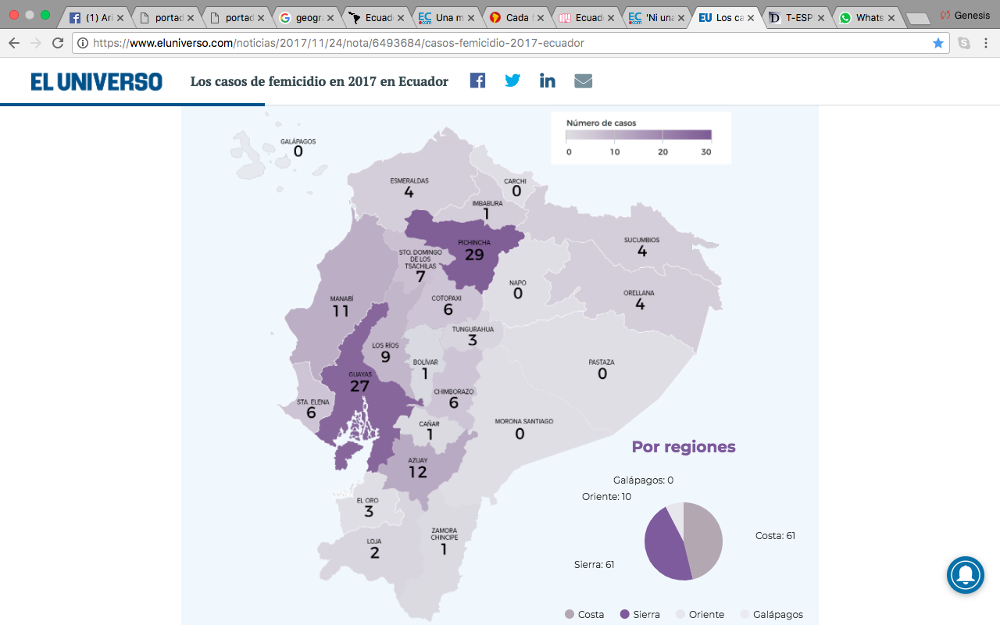 (1) Ari
portad
portad
geogr
Ecuad
Una m
Cada
Ecuad
'Ni una
Los ca
T-ESP
Whats
Genesis
https://www.eluniverso.com/noticias/2017/11/24/nota/6493684/casos-femicidio-2017-ecuador
EL UNIVERSO
Los casos de femicidio en 2017 en Ecuador
Número de casos
0 10 20 30
GALÁPAGOS
0
ESMERALDAS
4
CARCHI
0
IMBABURA
1
PICHINCHA
29
SUCUMBIOS
4
STO. DOMINGO
DE LOS
TSÁCHILAS
7
NAPO
0
ORELLANA
4
MANABÍ
11
COTOPAXI
6
TUNGURAHUA
3
LOS RÍOS
9
BOLÍVAR
1
PASTAZA
0
GUAYAS
27
CHIMBORAZO
6
STA. ELENA
6
CAÑAR
1
MORONA SANTIAGO
0
AZUAY
12
EL ORO
3
LOJA
2
ZAMORA
CHINCIPE
1
Por regiones
Galápagos: 0
Oriente: 10
Costa: 61
Sierra: 61
Costa Sierra Oriente Galápagos